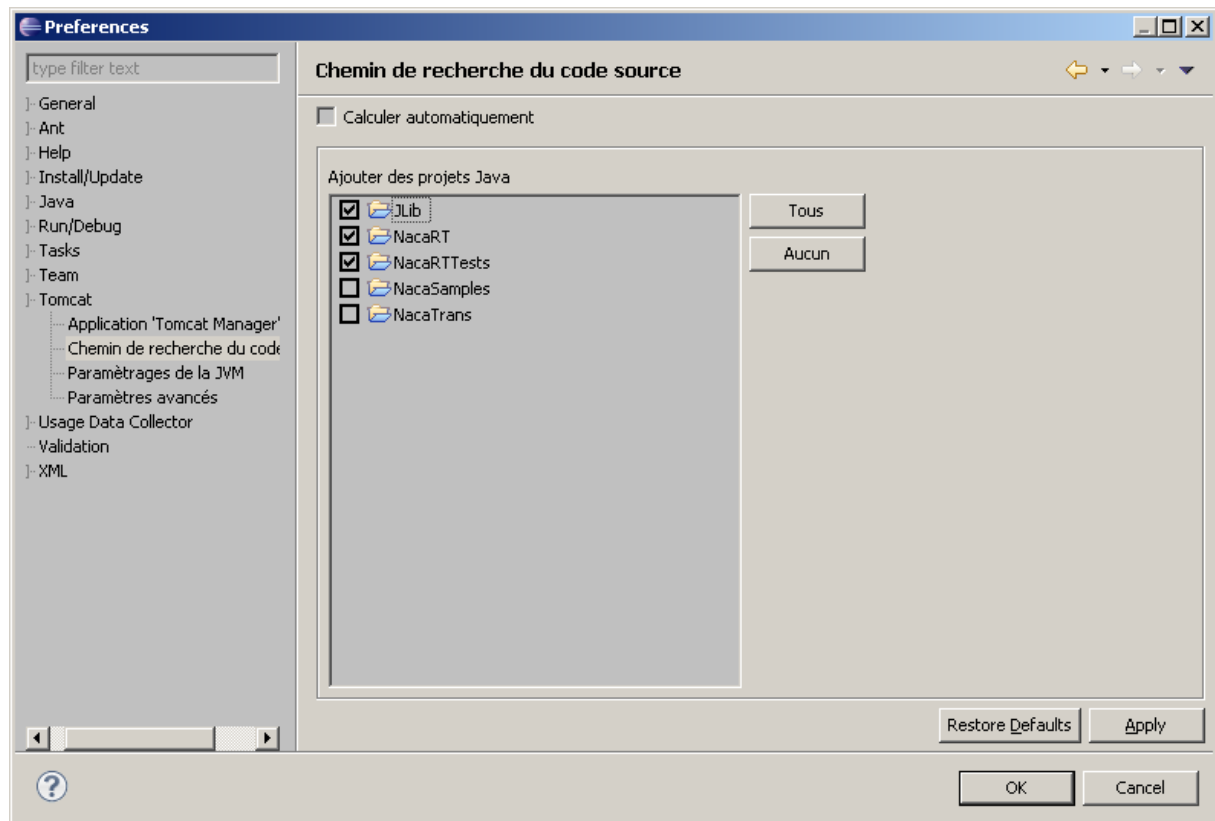 Preferences
type filter text
General
Ant
Help
Install/Update
Java
Run/Debug
Tasks
Team
Tomcat
Application 'Tomcat Manager'
Chemin de recherche du code
Paramètrages de la JVM
Paramètres avancés
Usage Data Collector
Validation
XML
Chemin de recherche du code source
Calculer automatiquement
Ajouter des projets Java
JLib
NacaRT
NacaRTTests
NacaSamples
NacaTrans
Tous
Aucun
Restore Defaults
Apply
?
OK
Cancel